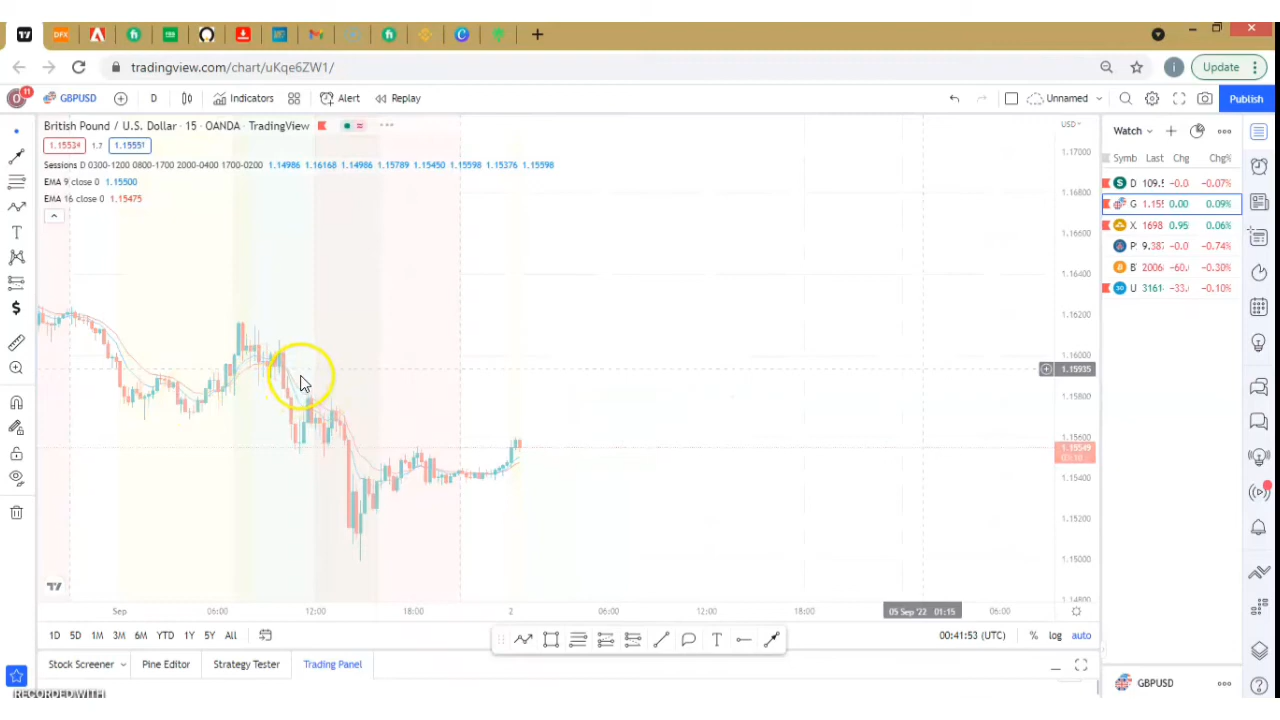 tradingview.com/chart/uKqe6ZW1/
Update
11
GBPUSD
D
Indicators
Alert
Replay
Unnamed
Publish
British Pound / U.S. Dollar · 15 · OANDA · TradingView
1.15534 1.7 1.15551
Sessions D 0300-1200 0800-1700 2000-0400 1700-0200 1.14986 1.16168 1.14986 1.15789 1.15450 1.15598 1.15376 1.15598
EMA 9 close 0 1.15500
EMA 16 close 0 1.15475
USD
1.17000
1.16800
1.16600
1.16400
1.16200
1.16000
1.15935
1.15800
1.15600
1.15549
1.15400
1.15200
1.15000
1.14800
Watch
Symb Last Chg Chg%
D 109.5 -0.0 -0.07%
G 1.15 0.00 0.09%
X 1698 0.95 0.06%
P 9.387 -0.0 -0.74%
B 2006 -60. -0.30%
U 3161 -33. -0.10%
Sep 06:00 12:00 18:00 2 06:00 12:00 18:00 05 Sep '22 01:15 06:00
1D 5D 1M 3M 6M YTD 1Y 5Y All
00:41:53 (UTC) % log auto
Stock Screener Pine Editor Strategy Tester Trading Panel
GBPUSD
RECORDED WITH